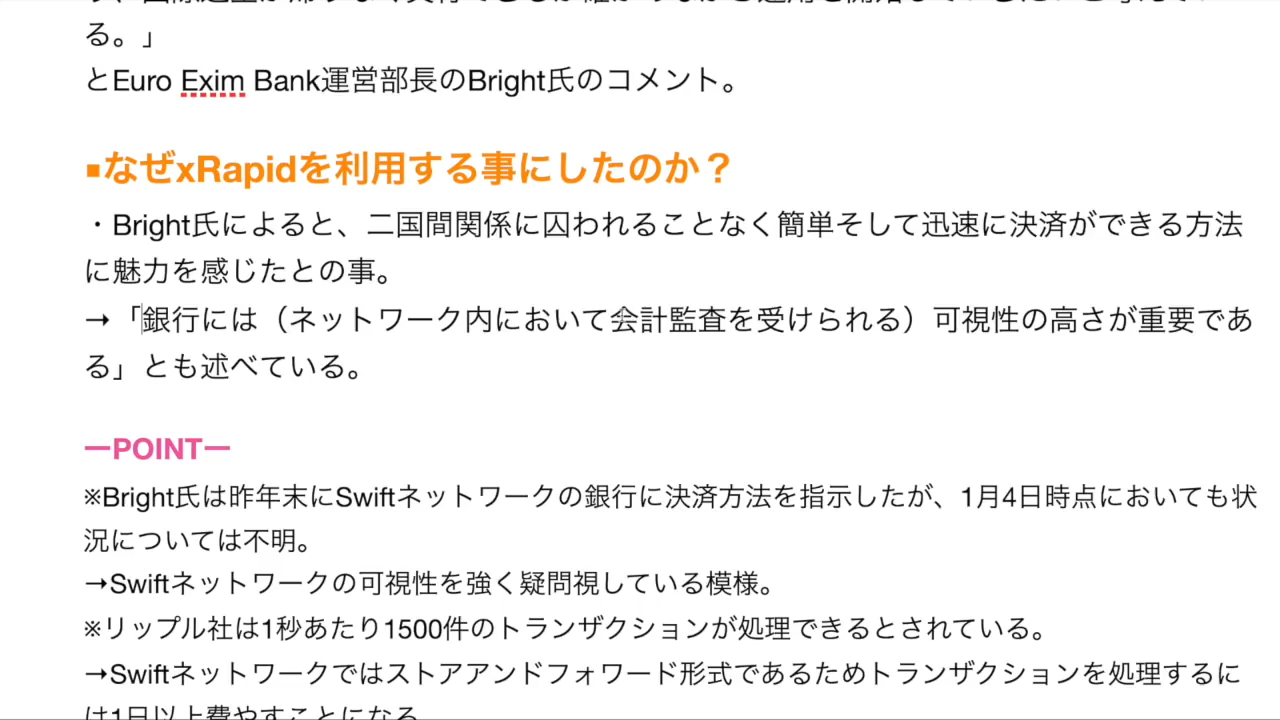 る。」
とEuro Exim Bank運営部長のBright氏のコメント。
▪なぜxRapidを利用する事にしたのか？
・Bright氏によると、二国間関係に囚われることなく簡単そして迅速に決済ができる方法
に魅力を感じたとの事。
→「銀行には（ネットワーク内において会計監査を受けられる）可視性の高さが重要であ
る」とも述べている。
ーPOINTー
※Bright氏は昨年末にSwiftネットワークの銀行に決済方法を指示したが、1月4日時点においても状
況については不明。
→Swiftネットワークの可視性を強く疑問視している模様。
※リップル社は1秒あたり1500件のトランザクションが処理できるとされている。
→Swiftネットワークではストアアンドフォワード形式であるためトランザクションを処理するに
は1日以上費やすことになる